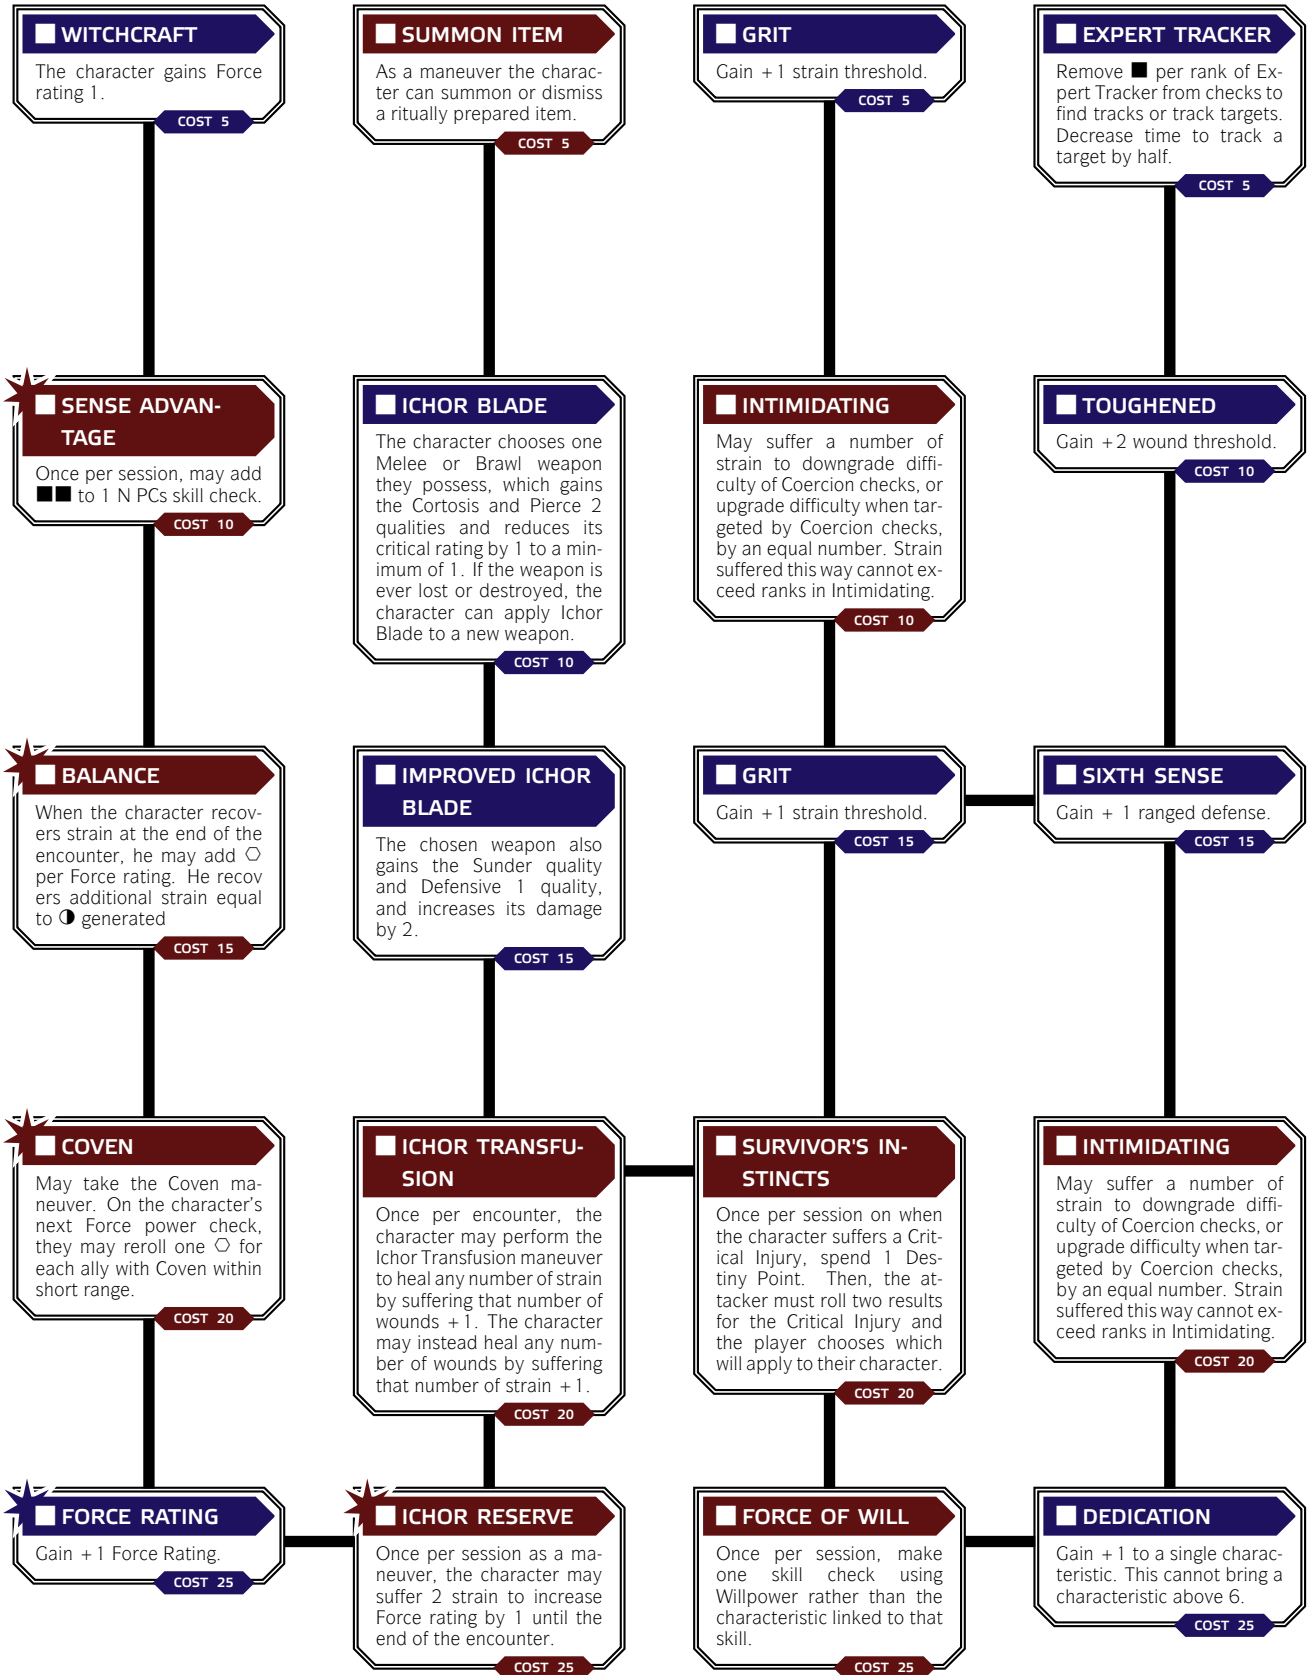 WITCHCRAFT
The character gains Force
rating 1.
COST 5
SUMMON ITEM
As a maneuver the charac-
ter can summon or dismiss
a ritually prepared item.
COST 5
GRIT
Gain +1 strain threshold.
COST 5
EXPERT TRACKER
Remove ■ per rank of Ex-
pert Tracker from checks to
find tracks or track targets.
Decrease time to track a
target by half.
COST 5
SENSE ADVAN-
TAGE
Once per session, may add
■■ to 1 N PCs skill check.
COST 10
ICHOR BLADE
The character chooses one
Melee or Brawl weapon
they possess, which gains
the Cortosis and Pierce 2
qualities and reduces its
critical rating by 1 to a min-
imum of 1. If the weapon is
ever lost or destroyed, the
character can apply Ichor
Blade to a new weapon.
COST 10
INTIMIDATING
May suffer a number of
strain to downgrade diffi-
culty of Coercion checks, or
upgrade difficulty when tar-
geted by Coercion checks,
by an equal number. Strain
suffered this way cannot ex-
ceed ranks in Intimidating.
COST 10
TOUGHENED
Gain +2 wound threshold.
COST 10
BALANCE
When the character recov-
ers strain at the end of the
encounter, he may add ⬡
per Force rating. He recov
ers additional strain equal
to ◑ generated
COST 15
IMPROVED ICHOR
BLADE
The chosen weapon also
gains the Sunder quality
and Defensive 1 quality,
and increases its damage
by 2.
COST 15
GRIT
Gain +1 strain threshold.
COST 15
SIXTH SENSE
Gain + 1 ranged defense.
COST 15
COVEN
May take the Coven ma-
neuver. On the character's
next Force power check,
they may reroll one ⬡ for
each ally with Coven within
short range.
COST 20
ICHOR TRANSFU-
SION
Once per encounter, the
character may perform the
Ichor Transfusion maneuver
to heal any number of strain
by suffering that number of
wounds +1. The character
may instead heal any num-
ber of wounds by suffering
that number of strain +1.
COST 20
SURVIVOR'S IN-
STINCTS
Once per session on when
the character suffers a Crit-
ical Injury, spend 1 Des-
tiny Point. Then, the at-
tacker must roll two results
for the Critical Injury and
the player chooses which
will apply to their character.
COST 20
INTIMIDATING
May suffer a number of
strain to downgrade diffi-
culty of Coercion checks, or
upgrade difficulty when tar-
geted by Coercion checks,
by an equal number. Strain
suffered this way cannot ex-
ceed ranks in Intimidating.
COST 20
FORCE RATING
Gain +1 Force Rating.
COST 25
ICHOR RESERVE
Once per session as a ma-
neuver, the character may
suffer 2 strain to increase
Force rating by 1 until the
end of the encounter.
COST 25
FORCE OF WILL
Once per session, make
one skill check using
Willpower rather than the
characteristic linked to that
skill.
COST 25
DEDICATION
Gain +1 to a single charac-
teristic. This cannot bring a
characteristic above 6.
COST 25